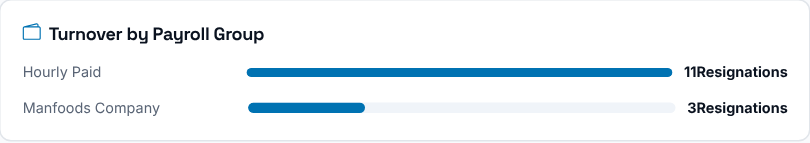 Turnover by Payroll Group
Hourly Paid 11Resignations
Manfoods Company 3Resignations